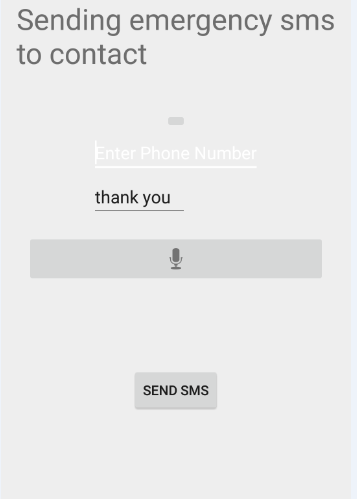 Sending emergency sms
to contact
Enter Phone Number
thank you
SEND SMS